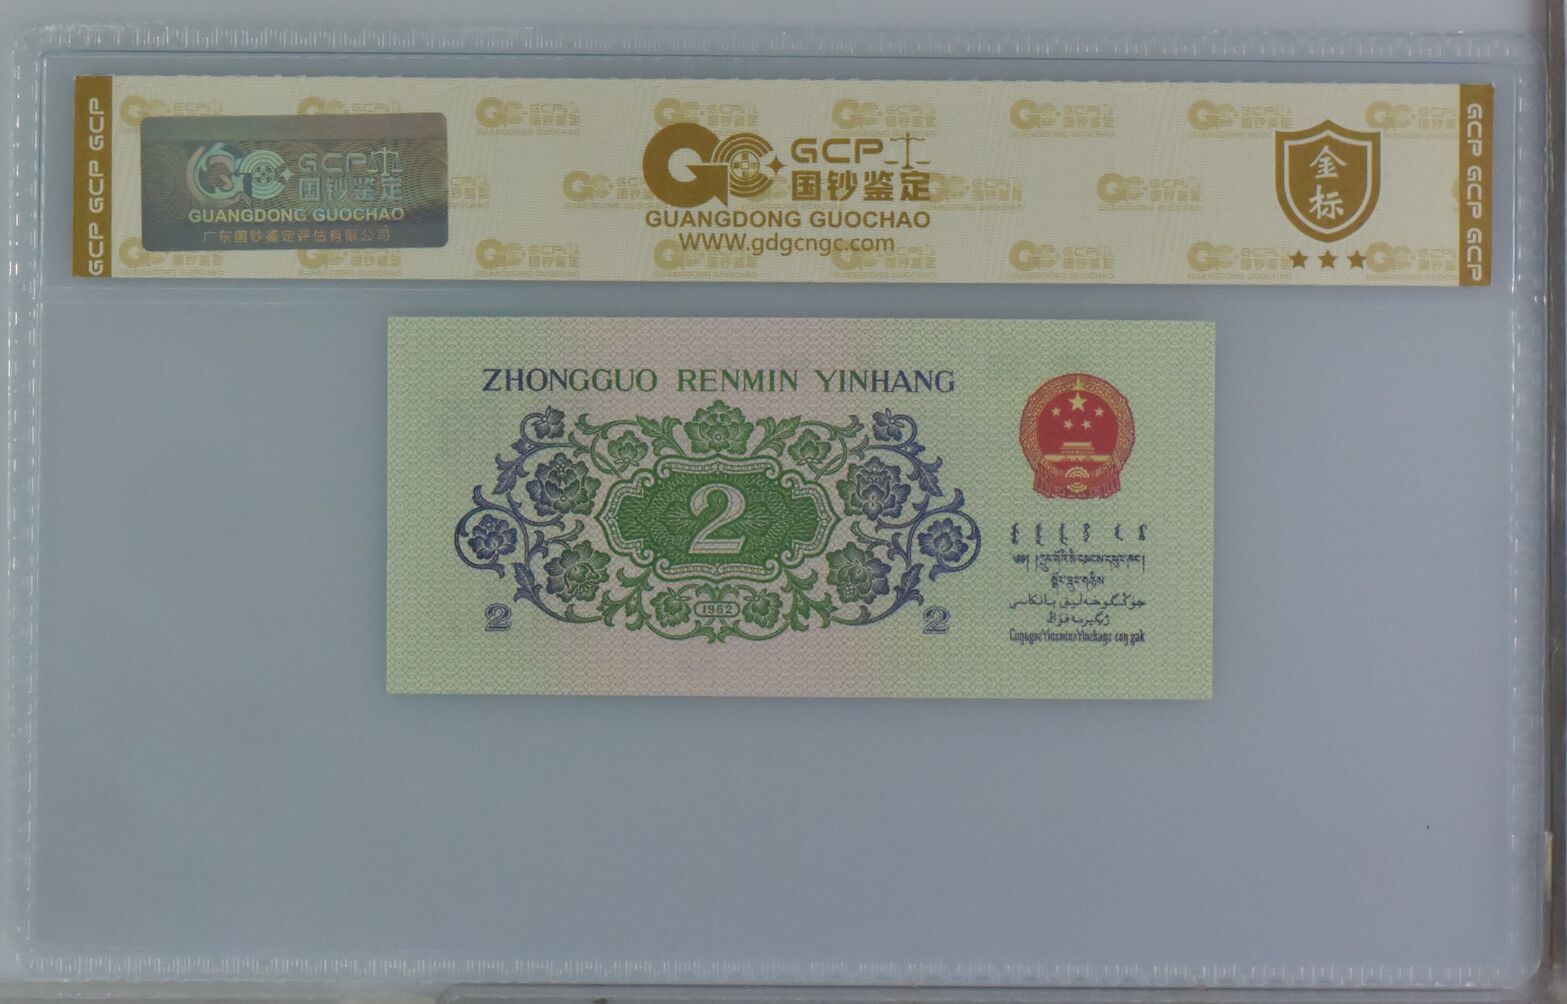 GCP GCP GCP
GCP
国钞鉴定
GUANGDONG GUOCHAO
广东国钞鉴定评估有限公司
GCP
国钞鉴定
GUANGDONG GUOCHAO
WWW.gdgcngc.com
金标
GCP GCP GCP
ZHONGGUO RENMIN YINHANG
2
1962
2
2
جۇڭگوخەلىق بانكاسى